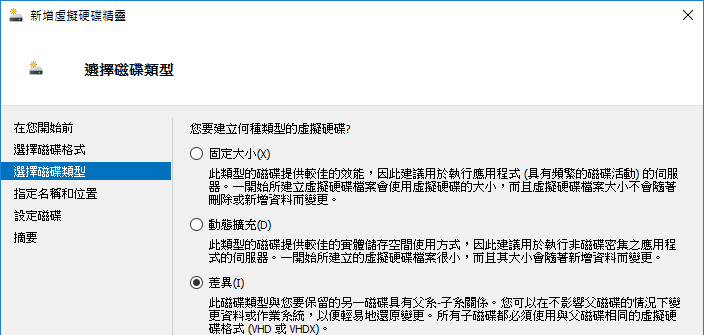 新增虛擬硬碟精靈
選擇磁碟類型
在您開始前
選擇磁碟格式
選擇磁碟類型
指定名稱和位置
設定磁碟
摘要
您要建立何種類型的虛擬硬碟?
固定大小(X)
此類型的磁碟提供較佳的效能，因此建議用於執行應用程式 (具有頻繁的磁碟活動) 的伺服
器。一開始所建立虛擬硬碟檔案會使用虛擬硬碟的大小，而且虛擬硬碟檔案大小不會隨著
刪除或新增資料而變更。
動態擴充(D)
此類型的磁碟提供較佳的實體儲存空間使用方式，因此建議用於執行非磁碟密集之應用程
式的伺服器。一開始所建立的虛擬硬碟檔案很小，而且其大小會隨著新增資料而變更。
差異(I)
此磁碟類型與您要保留的另一磁碟具有父系-子系關係。您可以在不影響父磁碟的情況下變
更資料或作業系統，以便輕易地還原變更。所有子磁碟都必須使用與父磁碟相同的虛擬硬
碟格式 (VHD 或 VHDX)。